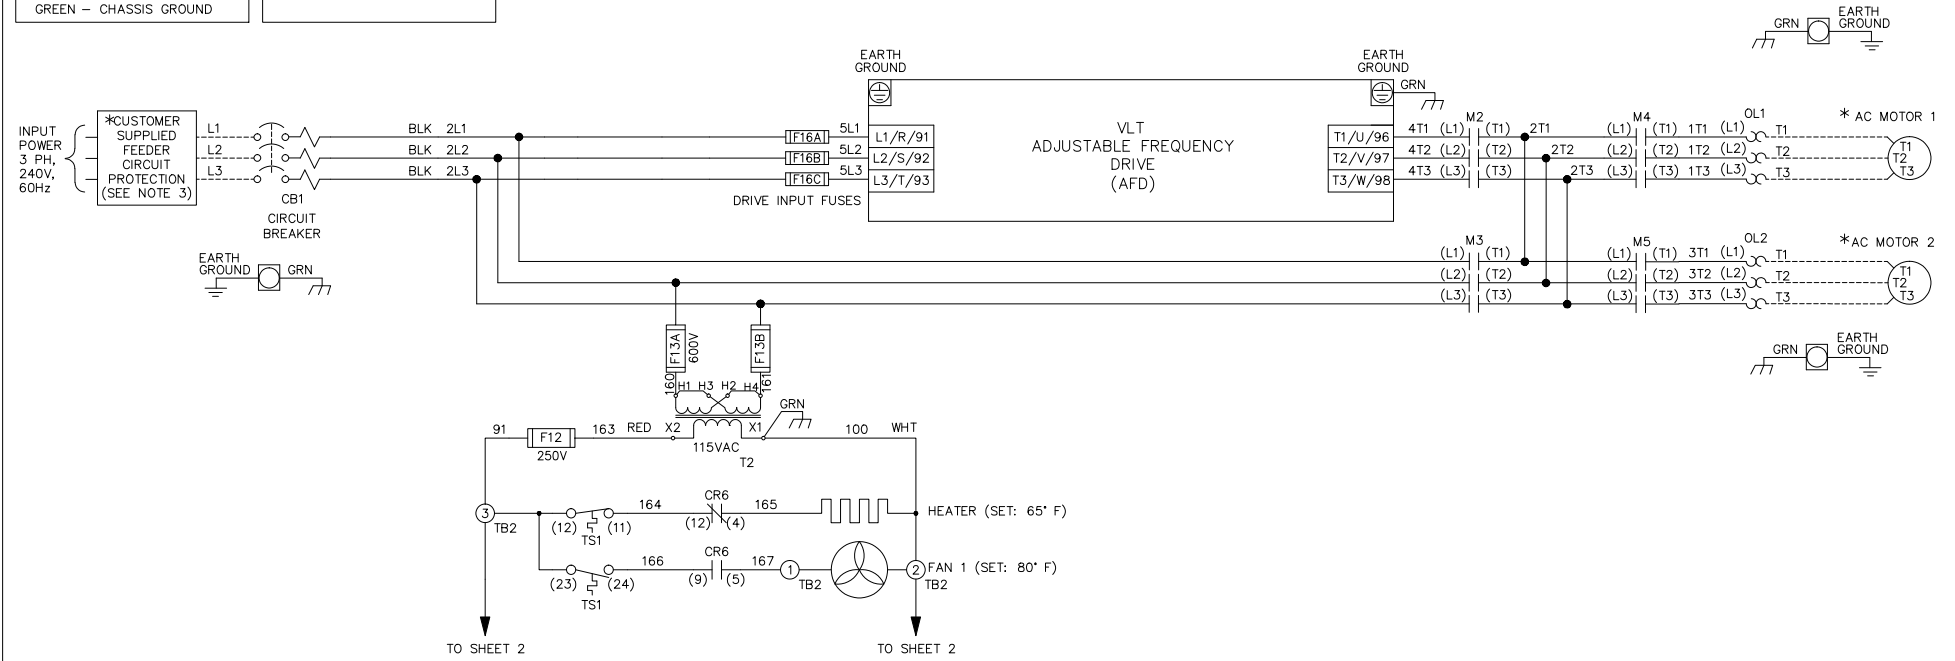 GREEN – CHASSIS GROUND
GRN
EARTH
GROUND
EARTH
GROUND
EARTH
GROUND
GRN
INPUT
POWER
3 PH,
240V,
60Hz
*CUSTOMER
SUPPLIED
FEEDER
CIRCUIT
PROTECTION
(SEE NOTE 3)
L1
L2
L3
CB1
CIRCUIT
BREAKER
BLK 2L1
BLK 2L2
BLK 2L3
F16A
F16B
F16C
5L1
5L2
5L3
DRIVE INPUT FUSES
L1/R/91
L2/S/92
L3/T/93
VLT
ADJUSTABLE FREQUENCY
DRIVE
(AFD)
T1/U/96
T2/V/97
T3/W/98
M2
4T1 (L1) (T1) 2T1
4T2 (L2) (T2) 2T2
4T3 (L3) (T3) 2T3
M4
(L1) (T1) 1T1 (L1)
(L2) (T2) 1T2 (L2)
(L3) (T3) 1T3 (L3)
OL1
T1
T2
T3
* AC MOTOR 1
T1
T2
T3
EARTH
GROUND
GRN
M3
(L1) (T1)
(L2) (T2)
(L3) (T3)
M5
(L1) (T1) 3T1 (L1)
(L2) (T2) 3T2 (L2)
(L3) (T3) 3T3 (L3)
OL2
T1
T2
T3
*AC MOTOR 2
T1
T2
T3
GRN
EARTH
GROUND
F13A
600V
F13B
160
161
H1 H3 H2 H4
GRN
91
F12
250V
163 RED X2
X1
100 WHT
115VAC
T2
3
TB2
(12) (11)
TS1
164
CR6
(12) (4)
165
HEATER (SET: 65° F)
(23) (24)
TS1
166
CR6
(9) (5)
167
1
TB2
2
TB2
FAN 1 (SET: 80° F)
TO SHEET 2
TO SHEET 2